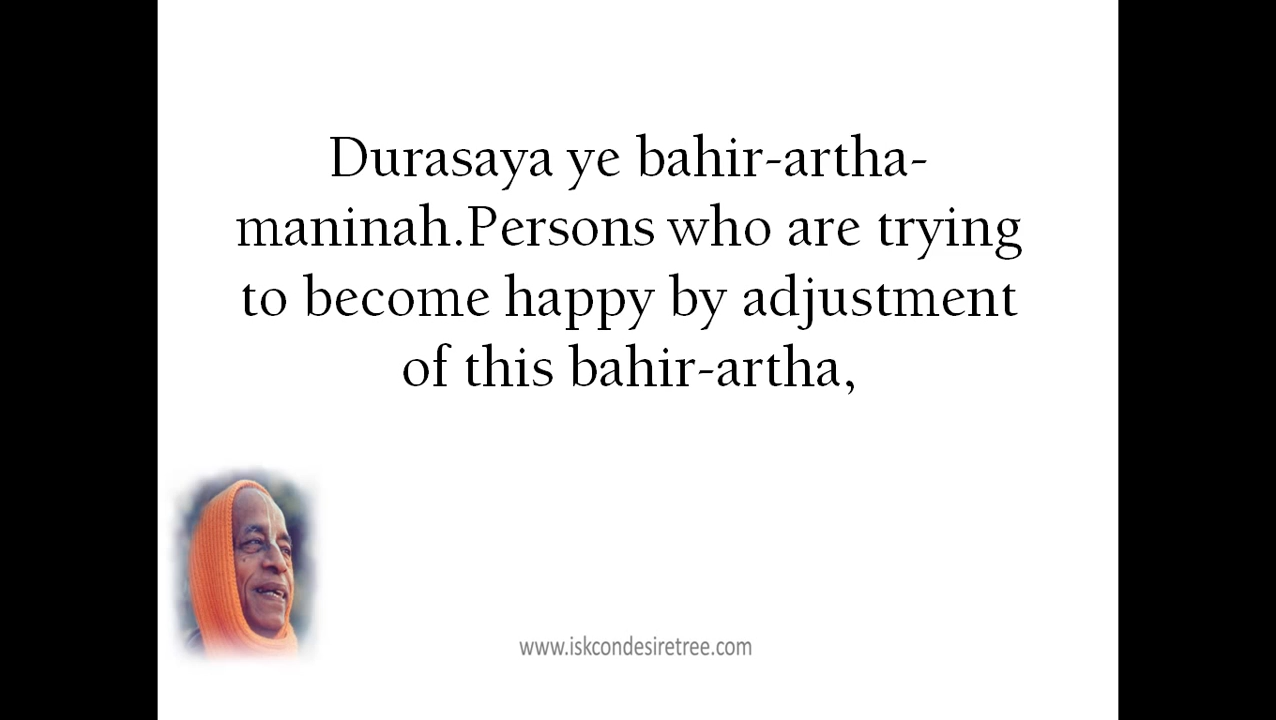 Durasaya ye bahir-artha-
maninah.Persons who are trying
to become happy by adjustment
of this bahir-artha,
www.iskcondesiretree.com